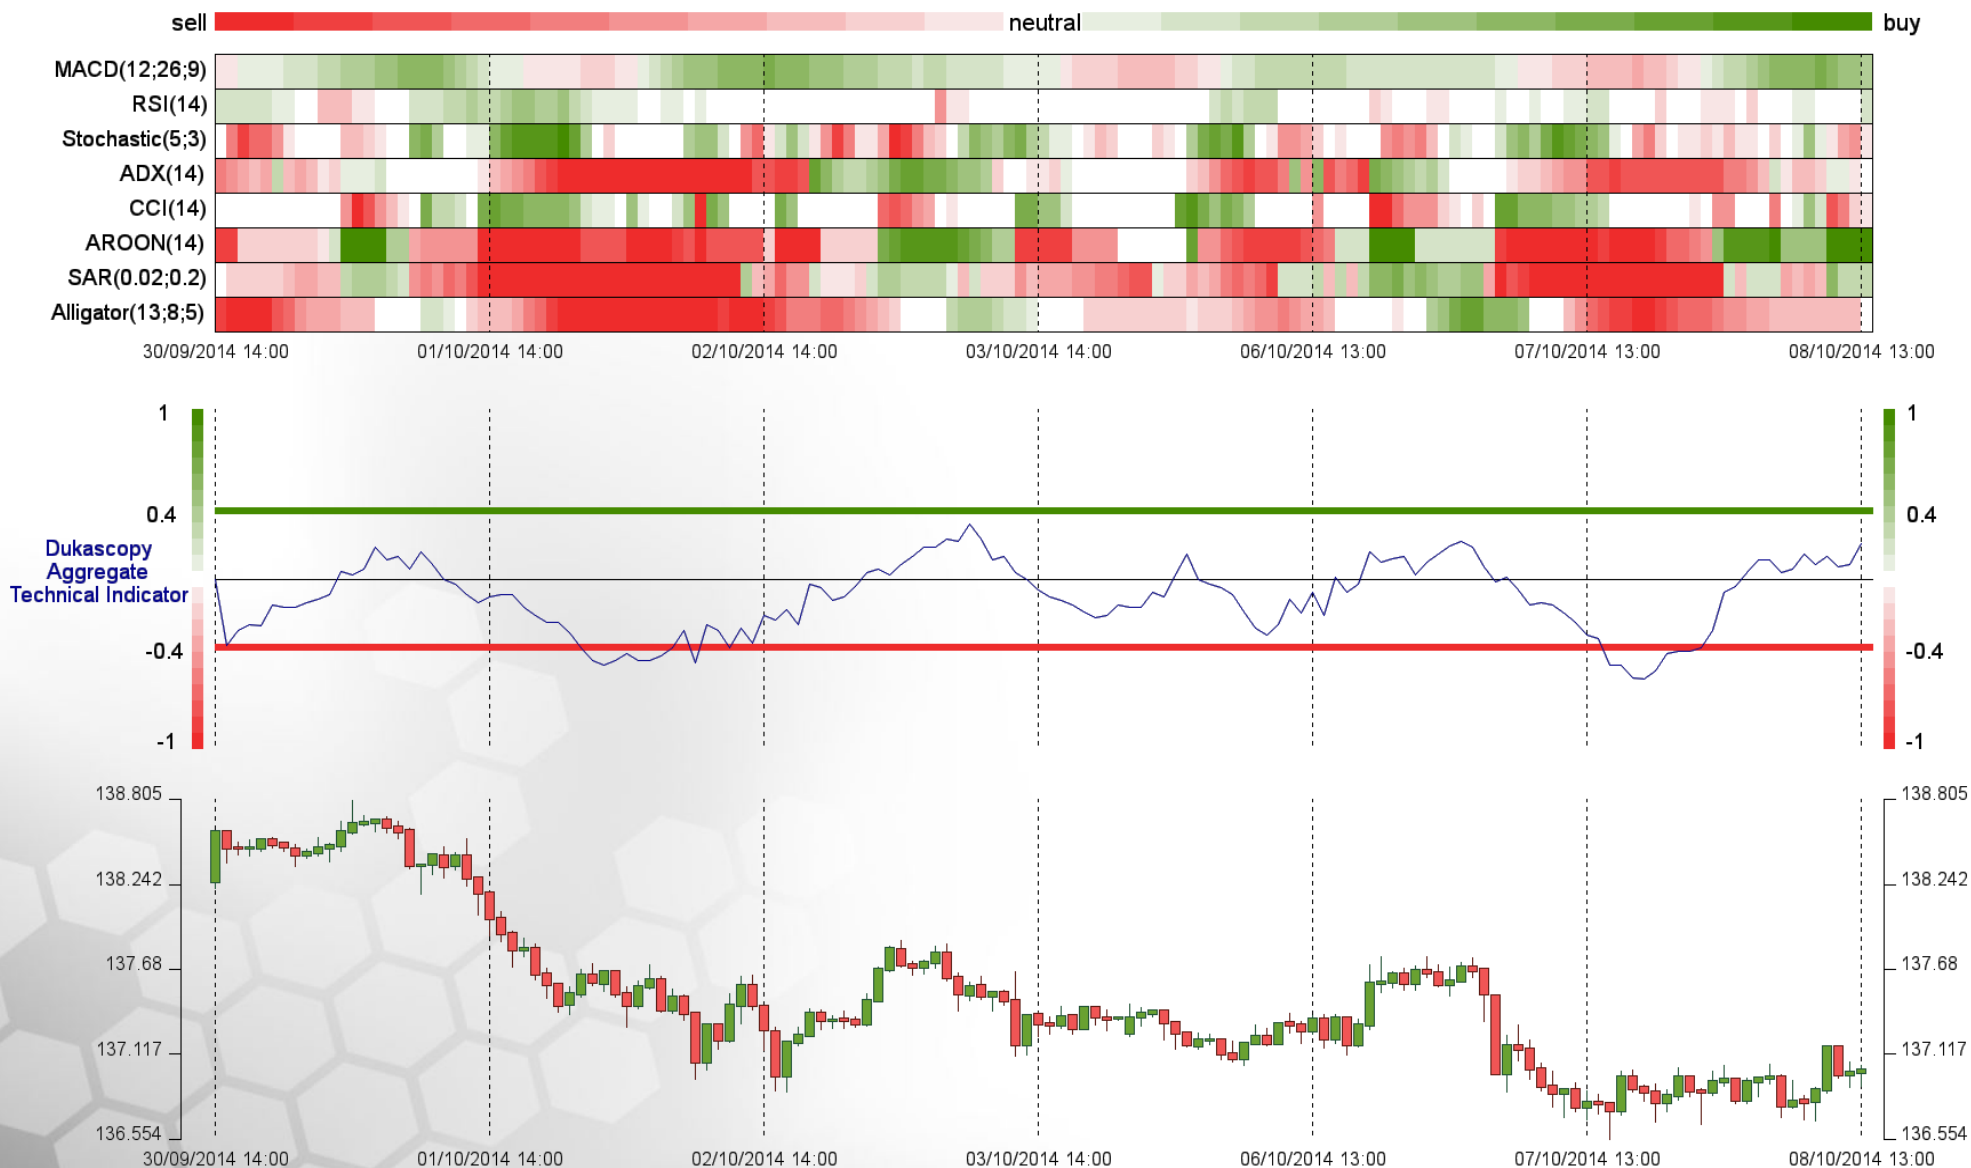 sell neutral buy
MACD(12;26;9)
RSI(14)
Stochastic(5;3)
ADX(14)
CCI(14)
AROON(14)
SAR(0.02;0.2)
Alligator(13;8;5)
30/09/2014 14:00 01/10/2014 14:00 02/10/2014 14:00 03/10/2014 14:00 06/10/2014 13:00 07/10/2014 13:00 08/10/2014 13:00
1 1
0.4 0.4
Dukascopy
Aggregate
Technical Indicator
-0.4 -0.4
-1 -1
138.805 138.805
138.242 138.242
137.68 137.68
137.117 137.117
136.554 136.554
30/09/2014 14:00 01/10/2014 14:00 02/10/2014 14:00 03/10/2014 14:00 06/10/2014 13:00 07/10/2014 13:00 08/10/2014 13:00